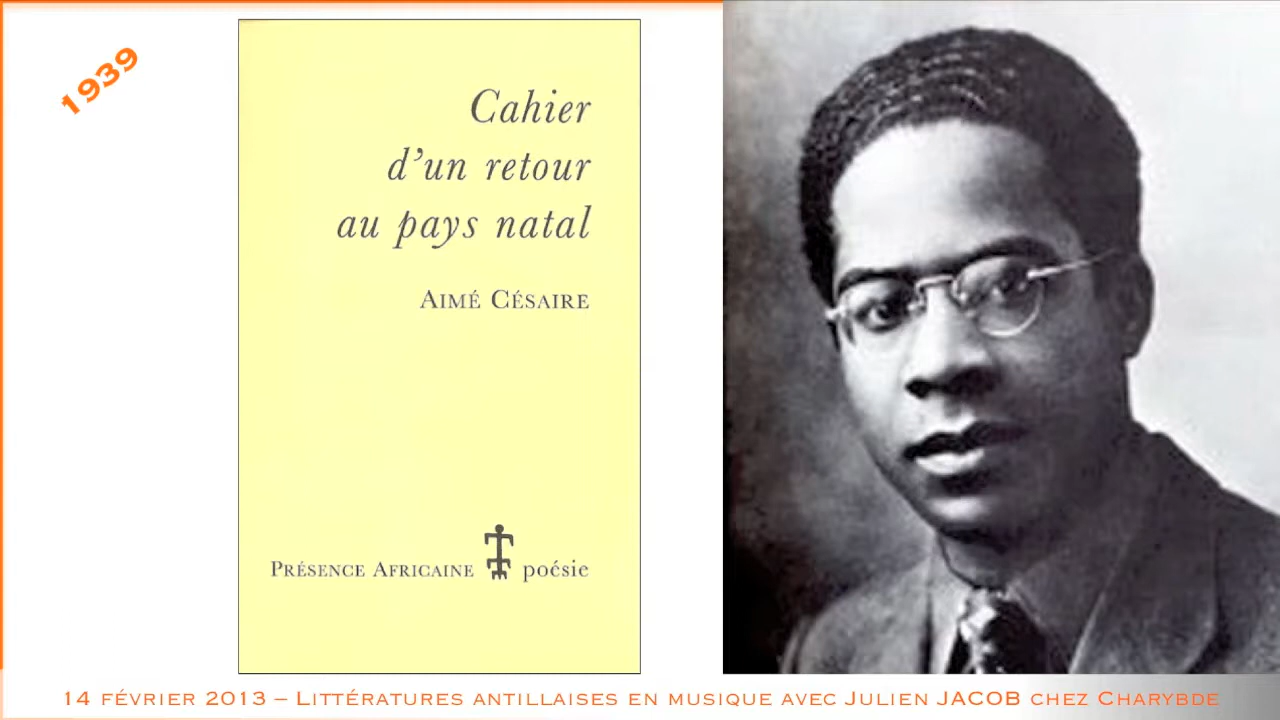 1939
Cahier
d'un retour
au pays natal
AIMÉ CÉSAIRE
PRÉSENCE AFRICAINE poésie
14 FÉVRIER 2013 – LITTÉRATURES ANTILLAISES EN MUSIQUE AVEC JULIEN JACOB CHEZ CHARYBDE